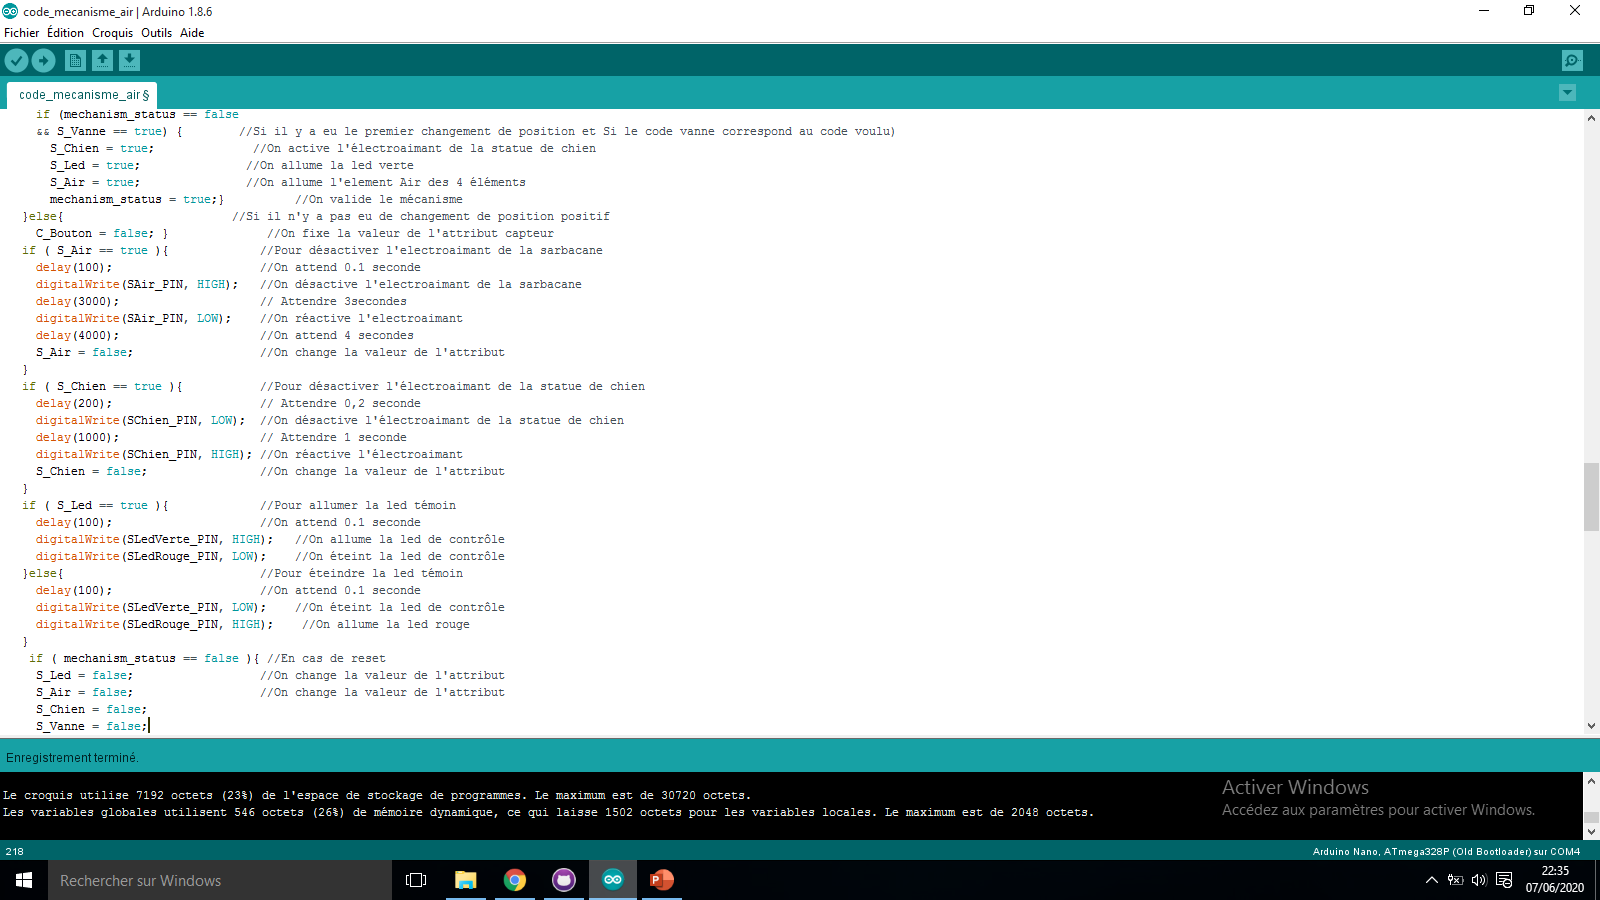 code_mecanisme_air | Arduino 1.8.6
Fichier Édition Croquis Outils Aide
code_mecanisme_air §
if (mechanism_status == false
&& S_Vanne == true) { //Si il y a eu le premier changement de position et Si le code vanne correspond au code voulu)
S_Chien = true; //On active l'électroaimant de la statue de chien
S_Led = true; //On allume la led verte
S_Air = true; //On allume l'element Air des 4 éléments
mechanism_status = true;} //On valide le mécanisme
}else{ //Si il n'y a pas eu de changement de position positif
C_Bouton = false; } //On fixe la valeur de l'attribut capteur
if ( S_Air == true ){ //Pour désactiver l'electroaimant de la sarbacane
delay(100); //On attend 0.1 seconde
digitalWrite(SAir_PIN, HIGH); //On désactive l'electroaimant de la sarbacane
delay(3000); // Attendre 3secondes
digitalWrite(SAir_PIN, LOW); //On réactive l'electroaimant
delay(4000); //On attend 4 secondes
S_Air = false; //On change la valeur de l'attribut
}
if ( S_Chien == true ){ //Pour désactiver l'électroaimant de la statue de chien
delay(200); // Attendre 0,2 seconde
digitalWrite(SChien_PIN, LOW); //On désactive l'électroaimant de la statue de chien
delay(1000); // Attendre 1 seconde
digitalWrite(SChien_PIN, HIGH); //On réactive l'électroaimant
S_Chien = false; //On change la valeur de l'attribut
}
if ( S_Led == true ){ //Pour allumer la led témoin
delay(100); //On attend 0.1 seconde
digitalWrite(SLedVerte_PIN, HIGH); //On allume la led de contrôle
digitalWrite(SLedRouge_PIN, LOW); //On éteint la led de contrôle
}else{ //Pour éteindre la led témoin
delay(100); //On attend 0.1 seconde
digitalWrite(SLedVerte_PIN, LOW); //On éteint la led de contrôle
digitalWrite(SLedRouge_PIN, HIGH); //On allume la led rouge
}
if ( mechanism_status == false ){ //En cas de reset
S_Led = false; //On change la valeur de l'attribut
S_Air = false; //On change la valeur de l'attribut
S_Chien = false;
S_Vanne = false;
Enregistrement terminé.
Le croquis utilise 7192 octets (23%) de l'espace de stockage de programmes. Le maximum est de 30720 octets.
Les variables globales utilisent 546 octets (26%) de mémoire dynamique, ce qui laisse 1502 octets pour les variables locales. Le maximum est de 2048 octets.
Activer Windows
Accédez aux paramètres pour activer Windows.
218
Arduino Nano, ATmega328P (Old Bootloader) sur COM4
Rechercher sur Windows
22:35
07/06/2020